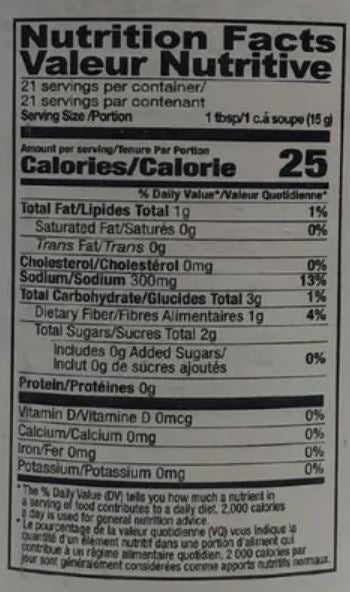 Nutrition Facts
Valeur Nutritive
21 servings per container/
21 servings par contenant
Serving Size /Portion 1 tbsp/1 c.á soupe (15 g)
Amount per serving/Tenure Par Portion
Calories/Calorie 25
% Daily Value*/Valeur Quotidienne*
Total Fat/Lipides Total 1g 1%
Saturated Fat/Saturés 0g 0%
Trans Fat/Trans 0g
Cholesterol/Cholestérol 0mg 0%
Sodium/Sodium 300mg 13%
Total Carbohydrate/Glucides Total 3g 1%
Dietary Fiber/Fibres Alimentaires 1g 4%
Total Sugars/Sucres Total 2g
Includes 0g Added Sugars/
Inclut 0g de sucres ajoutés 0%
Protein/Protéines 0g
Vitamin D/Vitamine D 0mcg 0%
Calcium/Calcium 0mg 0%
Iron/Fer 0mg 0%
Potassium/Potassium 0mg 0%
*The % Daily Value (DV) tells you how much a nutrient in
a serving of food contributes to a daily diet. 2,000 calories
a day is used for general nutrition advice.
*Le pourcentage de la valeur quotidienne (VQ) vous indique la
quantité d'un élément nutritif dans une portion d'aliment qui
contribue à un régime alimentaire quotidien. 2 000 calories par
jour sont généralement considérées comme apports nutritifs normaux.